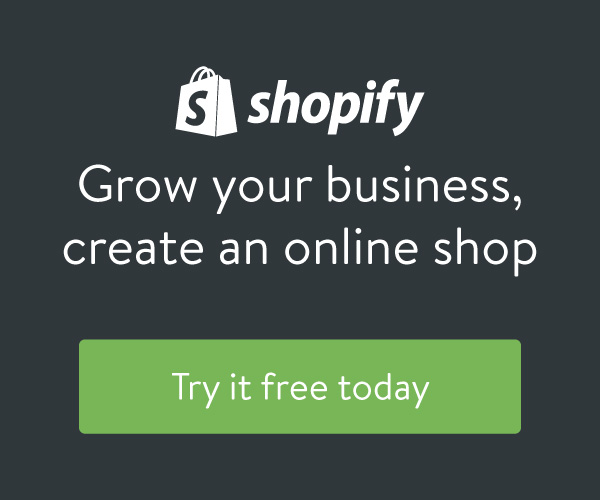 S shopify
Grow your business,
create an online shop
Try it free today